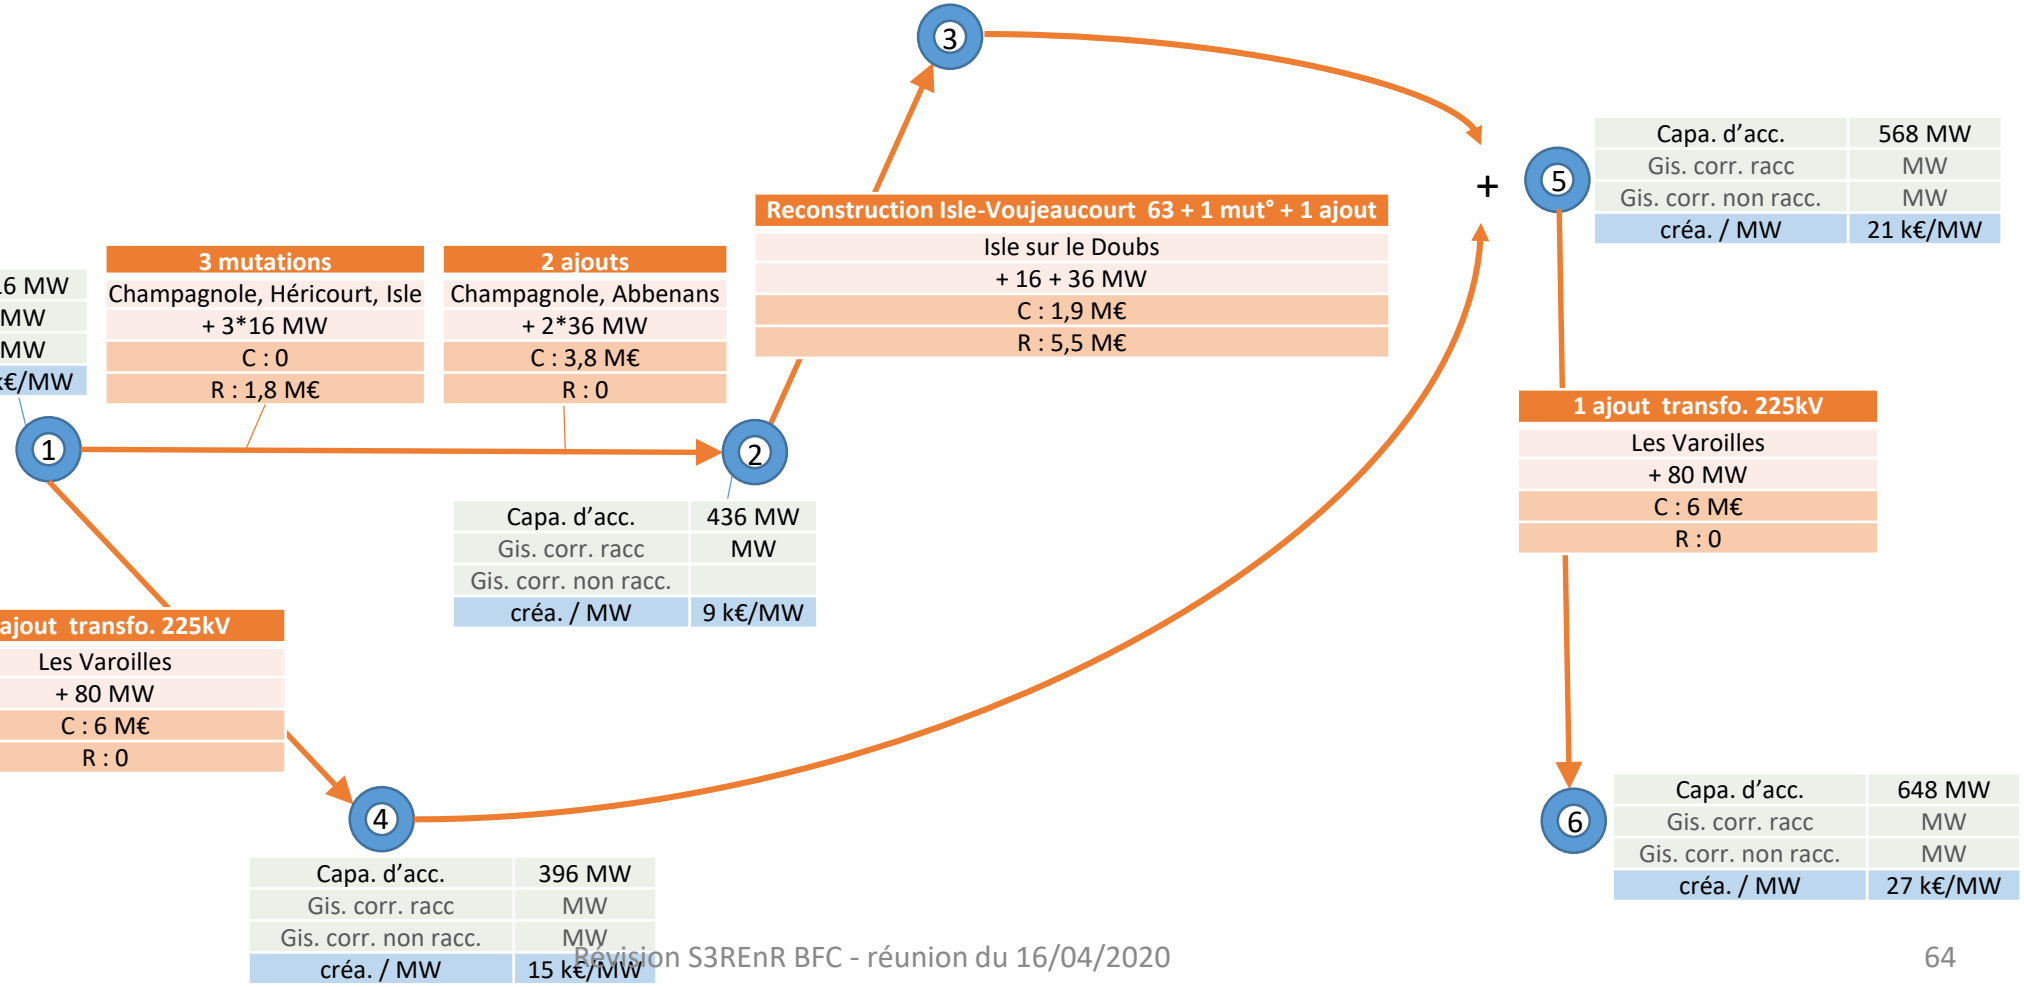 3
Capa. d'acc. 568 MW
Gis. corr. racc MW
Gis. corr. non racc. MW
créa. / MW 21 k€/MW
+
5
Reconstruction Isle-Voujeaucourt 63 + 1 mut° + 1 ajout
Isle sur le Doubs
+ 16 + 36 MW
C : 1,9 M€
R : 5,5 M€
3 mutations
Champagnole, Héricourt, Isle
+ 3*16 MW
C : 0
R : 1,8 M€
2 ajouts
Champagnole, Abbenans
+ 2*36 MW
C : 3,8 M€
R : 0
MW
MW
MW
€/MW
1
2
1 ajout transfo. 225kV
Les Varoilles
+ 80 MW
C : 6 M€
R : 0
Capa. d'acc. 436 MW
Gis. corr. racc MW
Gis. corr. non racc.
créa. / MW 9 k€/MW
ajout transfo. 225kV
Les Varoilles
+ 80 MW
C : 6 M€
R : 0
4
6
Capa. d'acc. 648 MW
Gis. corr. racc MW
Gis. corr. non racc. MW
créa. / MW 27 k€/MW
Capa. d'acc. 396 MW
Gis. corr. racc MW
Gis. corr. non racc. MW
créa. / MW 15 k€/MW
Révision S3REnR BFC - réunion du 16/04/2020
64